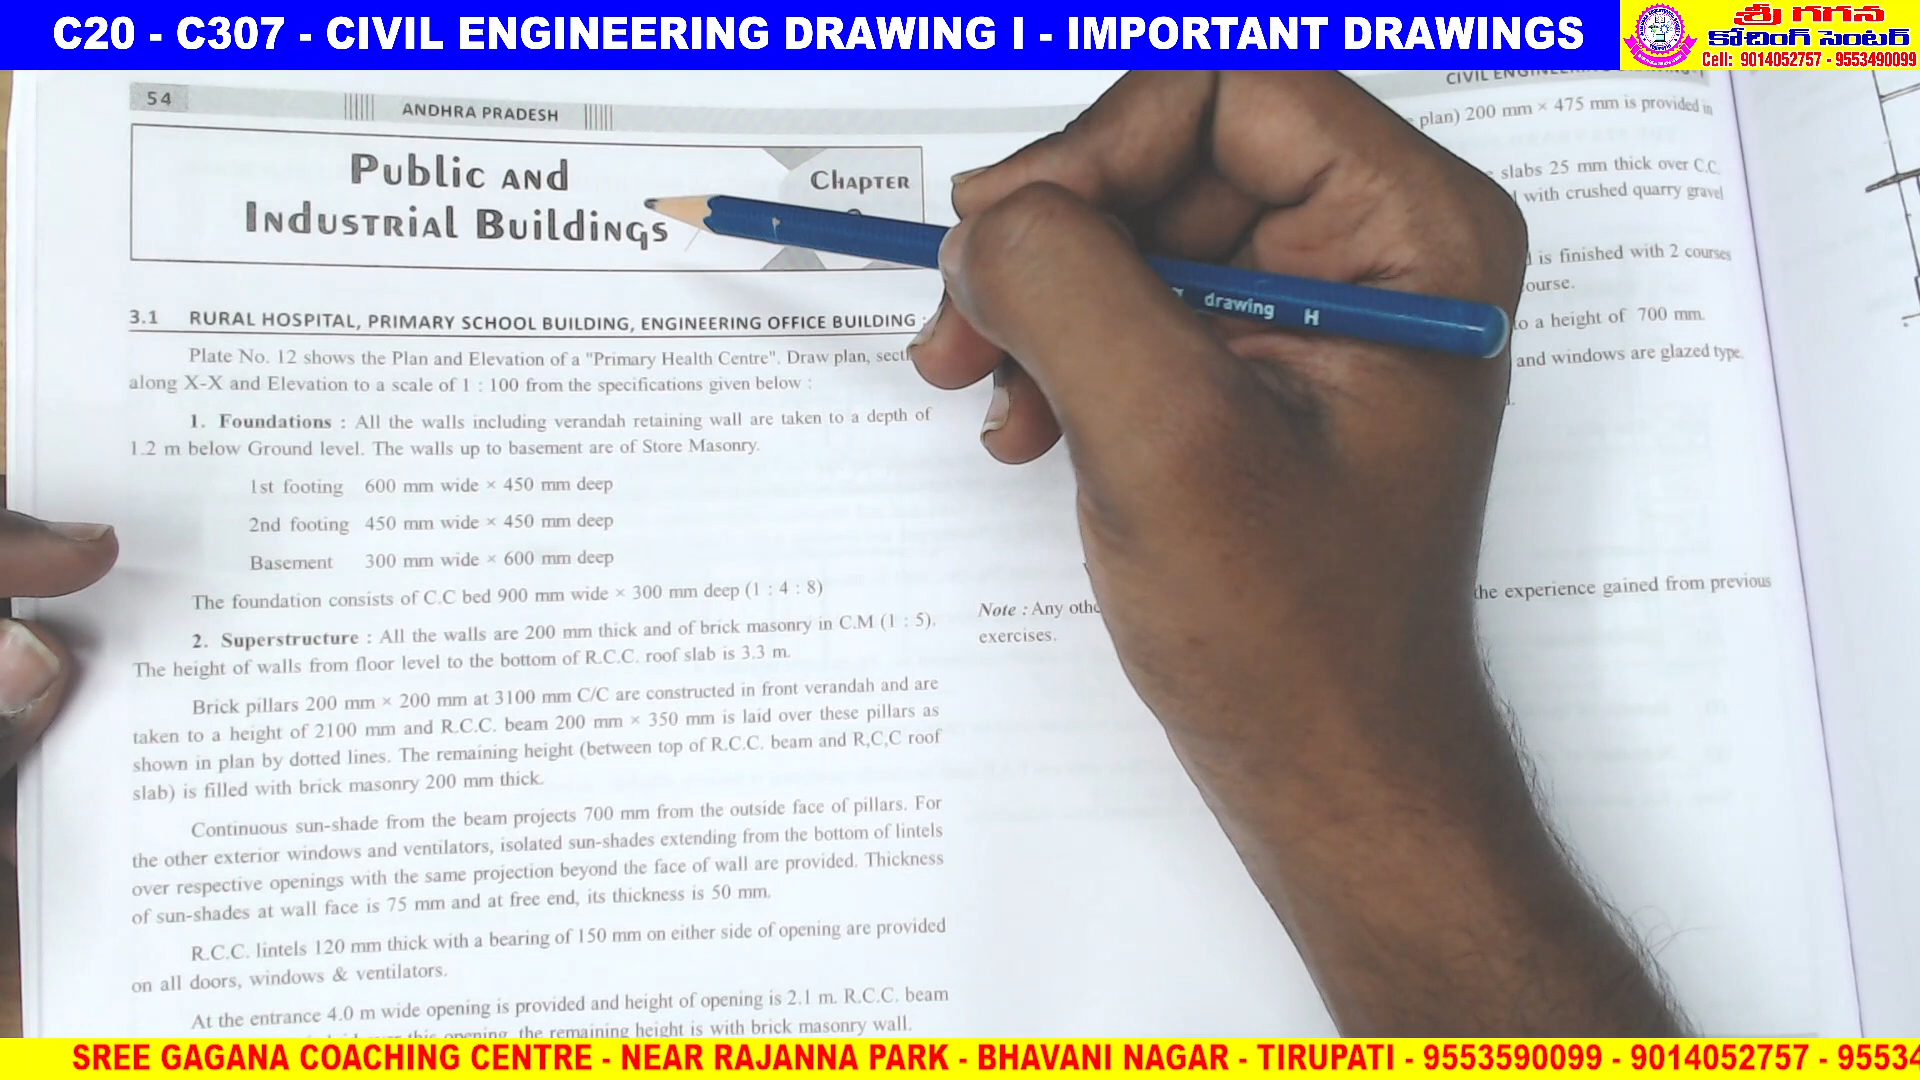 C20 - C307 - CIVIL ENGINEERING DRAWING I - IMPORTANT DRAWINGS
శ్రీ గగన
కోచింగ్ సెంటర్
Cell: 9014052757 - 9553490099
54
ANDHRA PRADESH
Public and
Industrial Buildings
Chapter
3.1 RURAL HOSPITAL, PRIMARY SCHOOL BUILDING, ENGINEERING OFFICE BUILDING :
Plate No. 12 shows the Plan and Elevation of a "Primary Health Centre". Draw plan,
along X-X and Elevation to a scale of 1 : 100 from the specifications given below :
1. Foundations : All the walls including verandah retaining wall are taken to a depth of
1.2 m below Ground level. The walls up to basement are of Store Masonry.
1st footing 600 mm wide × 450 mm deep
2nd footing 450 mm wide × 450 mm deep
Basement 300 mm wide × 600 mm deep
The foundation consists of C.C bed 900 mm wide × 300 mm deep (1 : 4 : 8)
2. Superstructure : All the walls are 200 mm thick and of brick masonry in C.M (1 : 5).
The height of walls from floor level to the bottom of R.C.C. roof slab is 3.3 m.
Brick pillars 200 mm × 200 mm at 3100 mm C/C are constructed in front verandah and are
taken to a height of 2100 mm and R.C.C. beam 200 mm × 350 mm is laid over these pillars as
shown in plan by dotted lines. The remaining height (between top of R.C.C. beam and R,C,C roof
slab) is filled with brick masonry 200 mm thick.
Continuous sun-shade from the beam projects 700 mm from the outside face of pillars. For
the other exterior windows and ventilators, isolated sun-shades extending from the bottom of lintels
over respective openings with the same projection beyond the face of wall are provided. Thickness
of sun-shades at wall face is 75 mm and at free end, its thickness is 50 mm.
R.C.C. lintels 120 mm thick with a bearing of 150 mm on either side of opening are provided
on all doors, windows & ventilators.
At the entrance 4.0 m wide opening is provided and height of opening is 2.1 m. R.C.C. beam
this opening, the remaining height is with brick masonry wall.
CIVIL
plan) 200 mm × 475 mm is provided in
slabs 25 mm thick over C.C.
with crushed quarry gravel
is finished with 2 courses
to a height of 700 mm.
and windows are glazed type.
the experience gained from previous
Note : Any
exercises.
drawing H
SREE GAGANA COACHING CENTRE - NEAR RAJANNA PARK - BHAVANI NAGAR - TIRUPATI - 9553590099 - 9014052757 - 95534